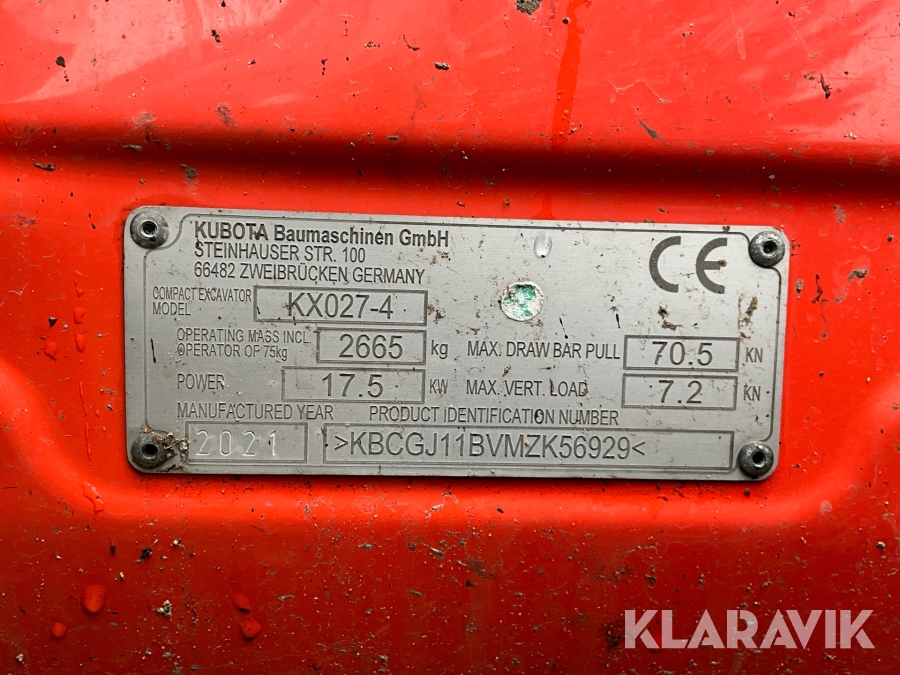 KUBOTA Baumaschinen GmbH
STEINHAUSER STR. 100
66482 ZWEIBRÜCKEN GERMANY
CE
COMPACT EXCAVATOR MODEL KX027-4
OPERATING MASS INCL. OPERATOR OF 75kg 2665 kg
MAX. DRAW BAR PULL 70.5 KN
POWER 17.5 KW
MAX. VERT. LOAD 7.2 KN
MANUFACTURED YEAR PRODUCT IDENTIFICATION NUMBER
2021 >KBCGJ11BVMZK56929<
KLARAVIK